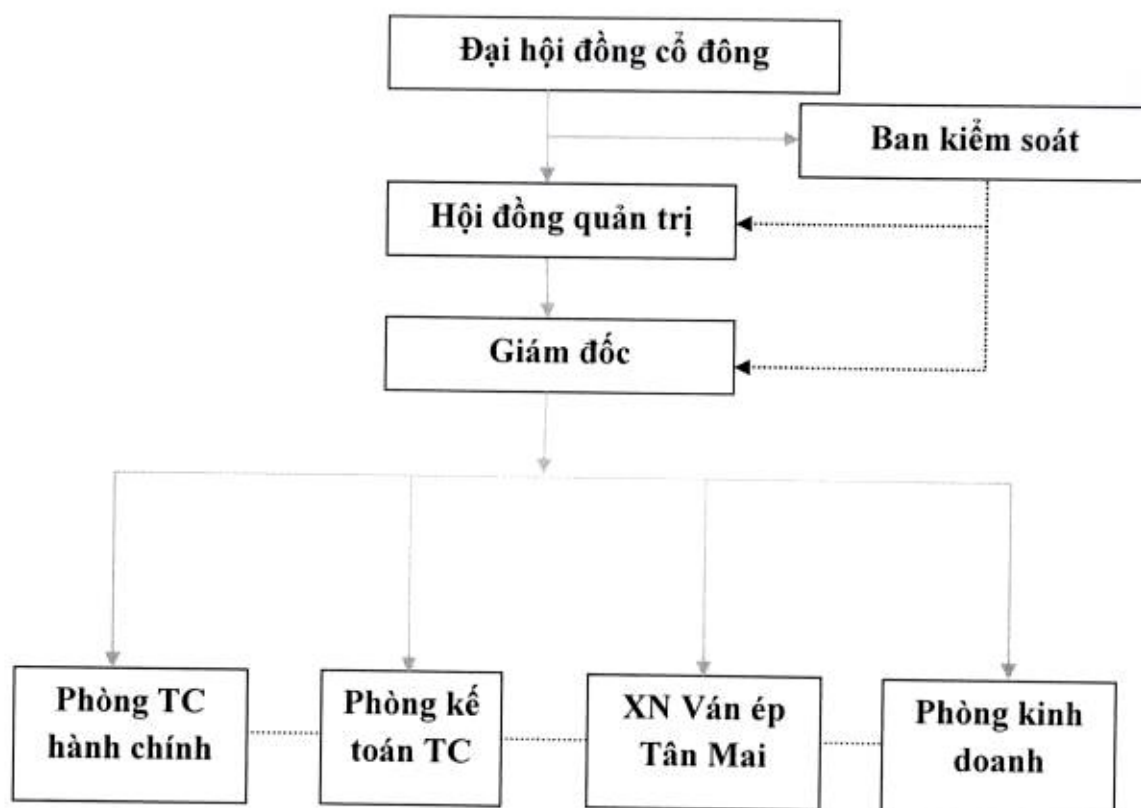 Đại hội đồng cổ đông
Ban kiểm soát
Hội đồng quản trị
Giám đốc
Phòng TC
hành chính
Phòng kế
toán TC
XN Ván ép
Tân Mai
Phòng kinh
doanh